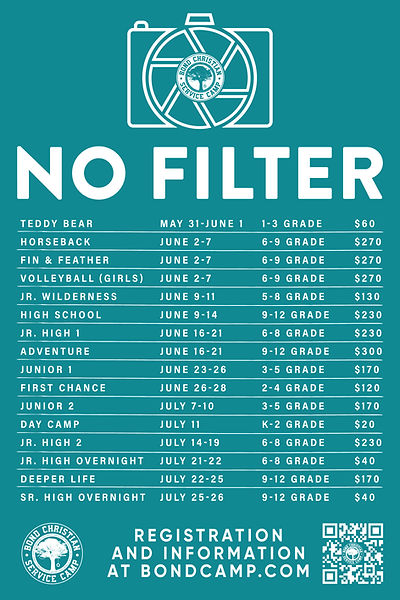 BOND CHRISTIAN
SERVICE CAMP
NO FILTER
TEDDY BEAR MAY 31-JUNE 1 1-3 GRADE $60
HORSEBACK JUNE 2-7 6-9 GRADE $270
FIN & FEATHER JUNE 2-7 6-9 GRADE $270
VOLLEYBALL (GIRLS) JUNE 2-7 6-9 GRADE $270
JR. WILDERNESS JUNE 9-11 5-8 GRADE $130
HIGH SCHOOL JUNE 9-14 9-12 GRADE $230
JR. HIGH 1 JUNE 16-21 6-8 GRADE $230
ADVENTURE JUNE 16-21 9-12 GRADE $300
JUNIOR 1 JUNE 23-26 3-5 GRADE $170
FIRST CHANCE JUNE 26-28 2-4 GRADE $120
JUNIOR 2 JULY 7-10 3-5 GRADE $170
DAY CAMP JULY 11 K-2 GRADE $20
JR. HIGH 2 JULY 14-19 6-8 GRADE $230
JR. HIGH OVERNIGHT JULY 21-22 6-8 GRADE $40
DEEPER LIFE JULY 22-25 9-12 GRADE $170
SR. HIGH OVERNIGHT JULY 25-26 9-12 GRADE $40
BOND CHRISTIAN
SERVICE CAMP
REGISTRATION
AND INFORMATION
AT BONDCAMP.COM